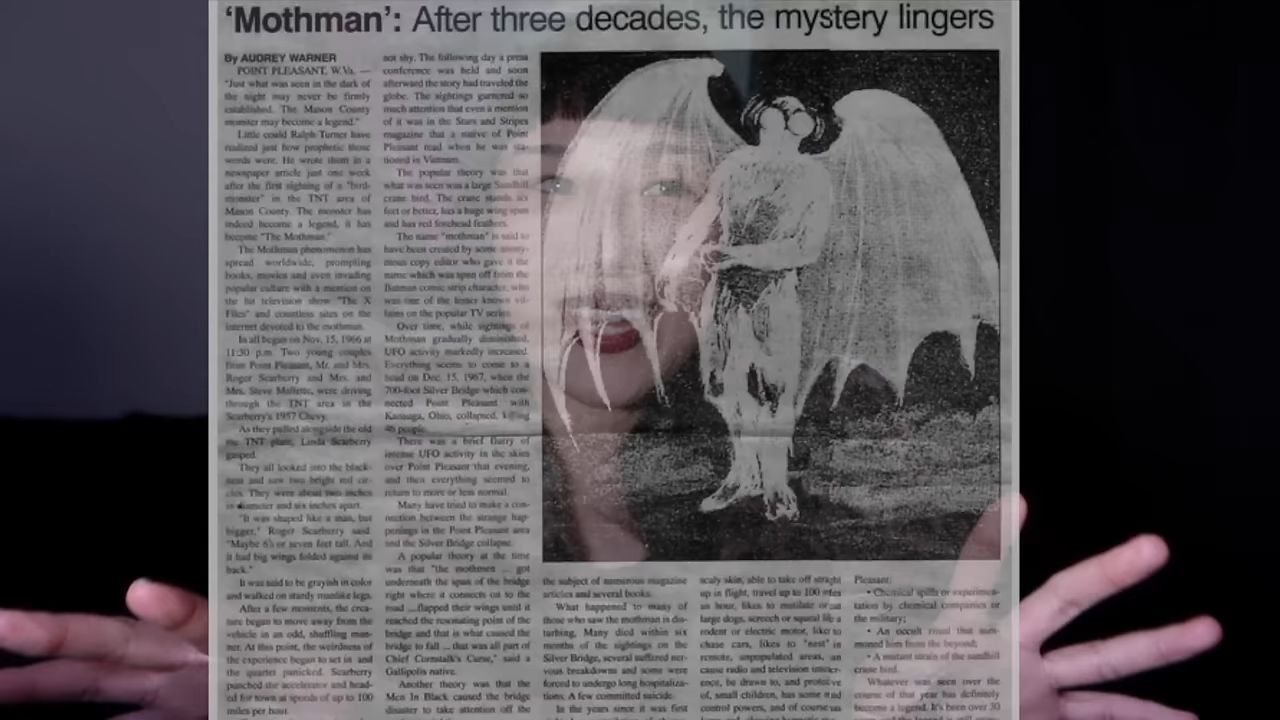 'Mothman': After three decades, the mystery lingers
By AUDREY WARNER
POINT PLEASANT, W.Va. —
"Just what was seen in the dark of
the night may never be firmly
established. The Mason County
monster may become a legend."
Little could Ralph Turner have
realized just how prophetic those
words were. He wrote them in a
newspaper article just one week
after the first sighting of a "bird-
monster" in the TNT area of
Mason County. The monster has
indeed become a legend, it has
become "The Mothman."
The Mothman phenomenon has
spread worldwide, prompting
books, movies and even invading
popular culture with a mention on
the hit television show "The X
Files" and countless sites on the
internet devoted to the mothman.
In all began on Nov. 15, 1966 at
11:30 p.m. Two young couples
from Point Pleasant, Mr. and Mrs.
Roger Scarberry and Mrs. and
Mrs. Steve Mallette, were driving
through the TNT area in the
Scarberry's 1957 Chevy.
As they pulled alongside the old
the TNT plant, Linda Scarberry
gasped.
They all looked into the black-
ness and saw two bright red cir-
cles. They were about two inches
in diameter and six inches apart.
"It was shaped like a man, but
bigger," Roger Scarberry said.
"Maybe 6½ or seven feet tall. And
it had big wings folded against its
back."
It was said to be grayish in color
and walked on sturdy manlike legs.
After a few moments, the crea-
ture began to move away from the
vehicle in an odd, shuffling man-
ner. At this point, the weirdness of
the experience began to set in and
the quartet panicked. Scarberry
punched the accelerator and head-
ed for town at speeds of up to 100
miles per hour.
not shy. The following day a press
conference was held and soon
afterward the story had traveled the
globe. The sightings garnered so
much attention that even a mention
of it was in the Stars and Stripes
magazine that a native of Point
Pleasant read when he was sta-
tioned in Vietnam.
The popular theory was that
what was seen was a large Sandhill
crane bird. The crane stands six
feet or better, has a huge wing span
and has red forehead feathers.
The name "mothman" is said to
have been created by some anony-
mous copy editor who gave it the
name which was spun off from the
Batman comic strip character, who
was one of the lesser known vil-
lains on the popular TV series.
Over time, while sightings of
Mothman gradually diminished,
UFO activity markedly increased.
Everything seems to come to a
head on Dec. 15, 1967, when the
700-foot Silver Bridge which con-
nected Point Pleasant with
Kanauga, Ohio, collapsed, killing
46 people.
There was a brief flurry of
intense UFO activity in the skies
over Point Pleasant that evening,
and then everything seemed to
return to more or less normal.
Many have tried to make a con-
nection between the strange hap-
penings in the Point Pleasant area
and the Silver Bridge collapse.
A popular theory at the time
was that "the mothmen ... got
underneath the span of the bridge
right where it connects on to the
road ...flapped their wings until it
reached the resonating point of the
bridge and that is what caused the
bridge to fall ... that was all part of
Chief Cornstalk's Curse," said a
Gallipolis native.
Another theory was that the
Men In Black caused the bridge
disaster to take attention off the
the subject of numerous magazine
articles and several books.
What happened to many of
those who saw the mothman is dis-
turbing. Many died within six
months of the sightings on the
Silver Bridge, several suffered ner-
vous breakdowns and some were
forced to undergo long hospitaliza-
tions. A few committed suicide.
In the years since it was first
scaly skin, able to take off straight
up in flight, travel up to 100 miles
an hour, likes to mutilate or eat
large dogs, screech or squeal like a
rodent or electric motor, like to
chase cars, likes to "nest" in
remote, unpopulated areas, can
cause radio and television interfer-
ence, be drawn to, and protective
of, small children, has some mind
control powers, and of course us
Pleasant:
• Chemical spills or experimen-
tation by chemical companies or
the military;
• An occult ritual that sum-
moned him from the beyond;
• A mutant strain of the sandhill
crane bird.
Whatever was seen over the
course of that year has definitely
become a legend. It's been over 30